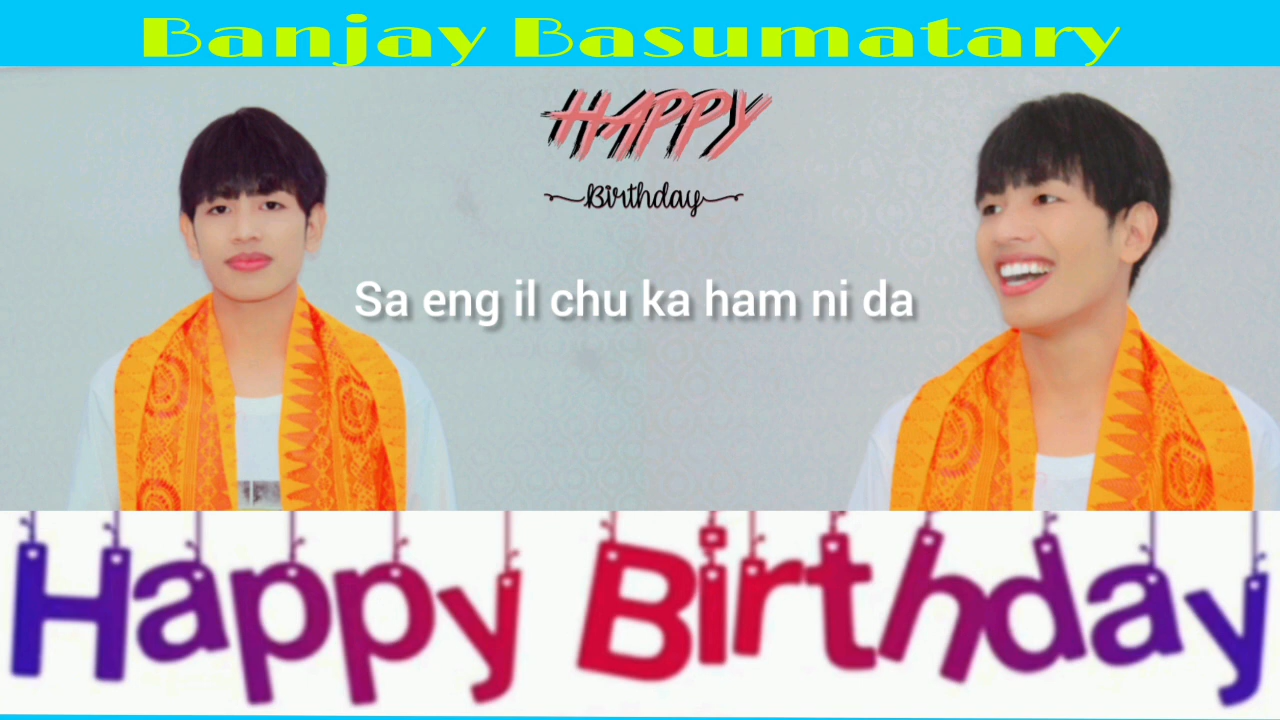 Banjay Basumatary
HAPPY
Birthday
Sa eng il chu ka ham ni da
Happy Birthday